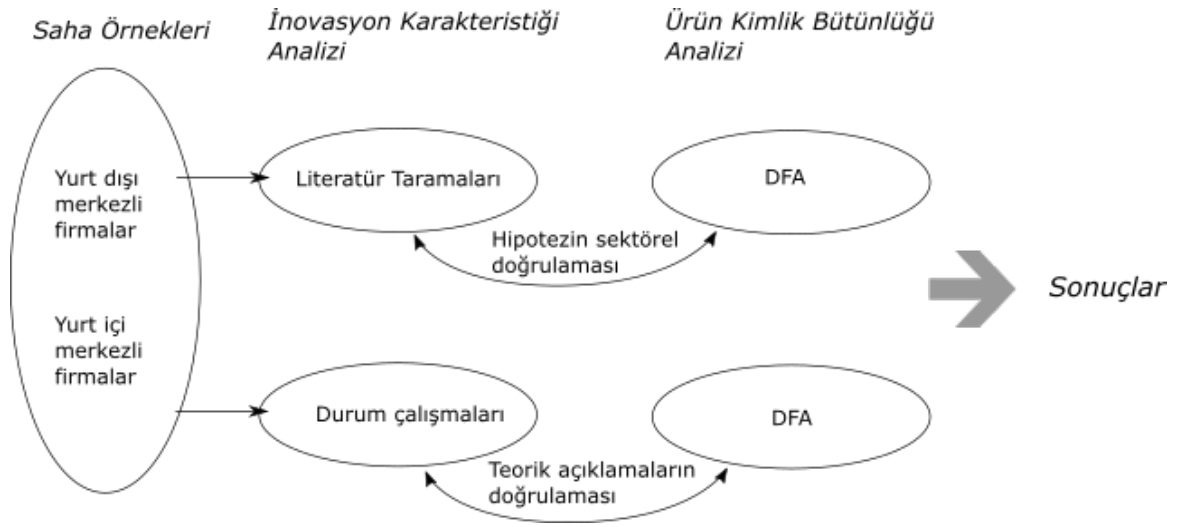 Saha Örnekleri
İnovasyon Karakteristiği
Analizi
Ürün Kimlik Bütünlüğü
Analizi
Yurt dışı
merkezli
firmalar
Literatür Taramaları
DFA
Hipotezin sektörel
doğrulaması
Sonuçlar
Yurt içi
merkezli
firmalar
Durum çalışmaları
DFA
Teorik açıklamaların
doğrulaması